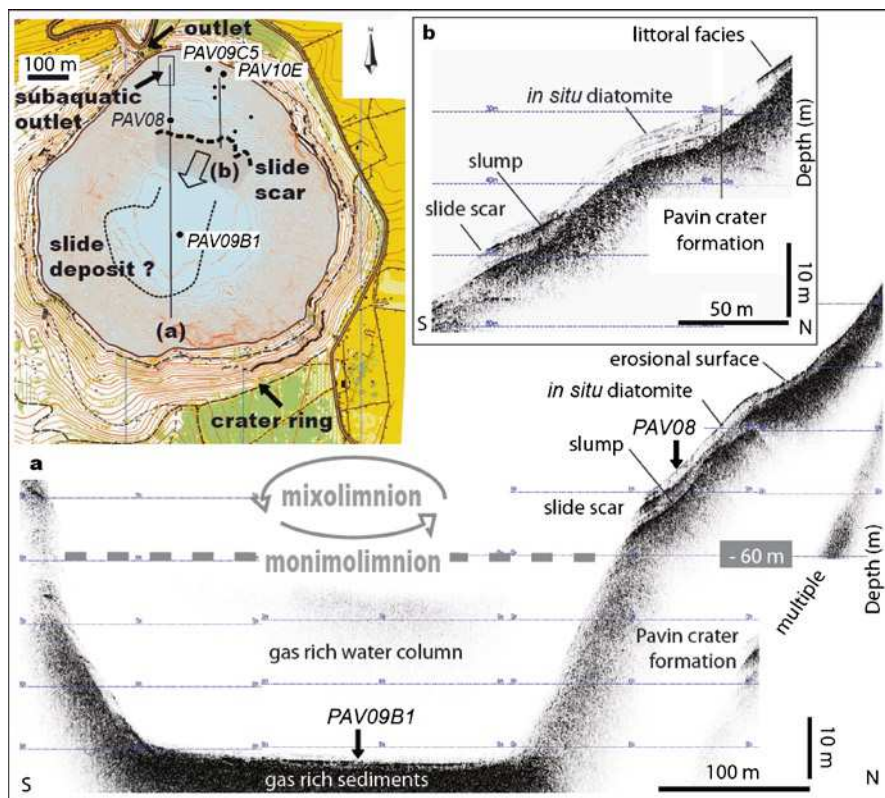 outlet
N
100 m
PAV09C5
PAV10E
subaquatic
outlet
PAV08
(b)
slide
scar
slide
deposit ?
PAV09B1
(a)
crater ring
b
littoral facies
in situ diatomite
slump
slide scar
Depth (m)
Pavin crater
formation
10 m
50 m
S
N
a
erosional surface
in situ diatomite
PAV08
slump
slide scar
mixolimnion
monimolimnion
- 60 m
Depth (m)
multiple
gas rich water column
Pavin crater
formation
PAV09B1
10 m
gas rich sediments
100 m
S
N